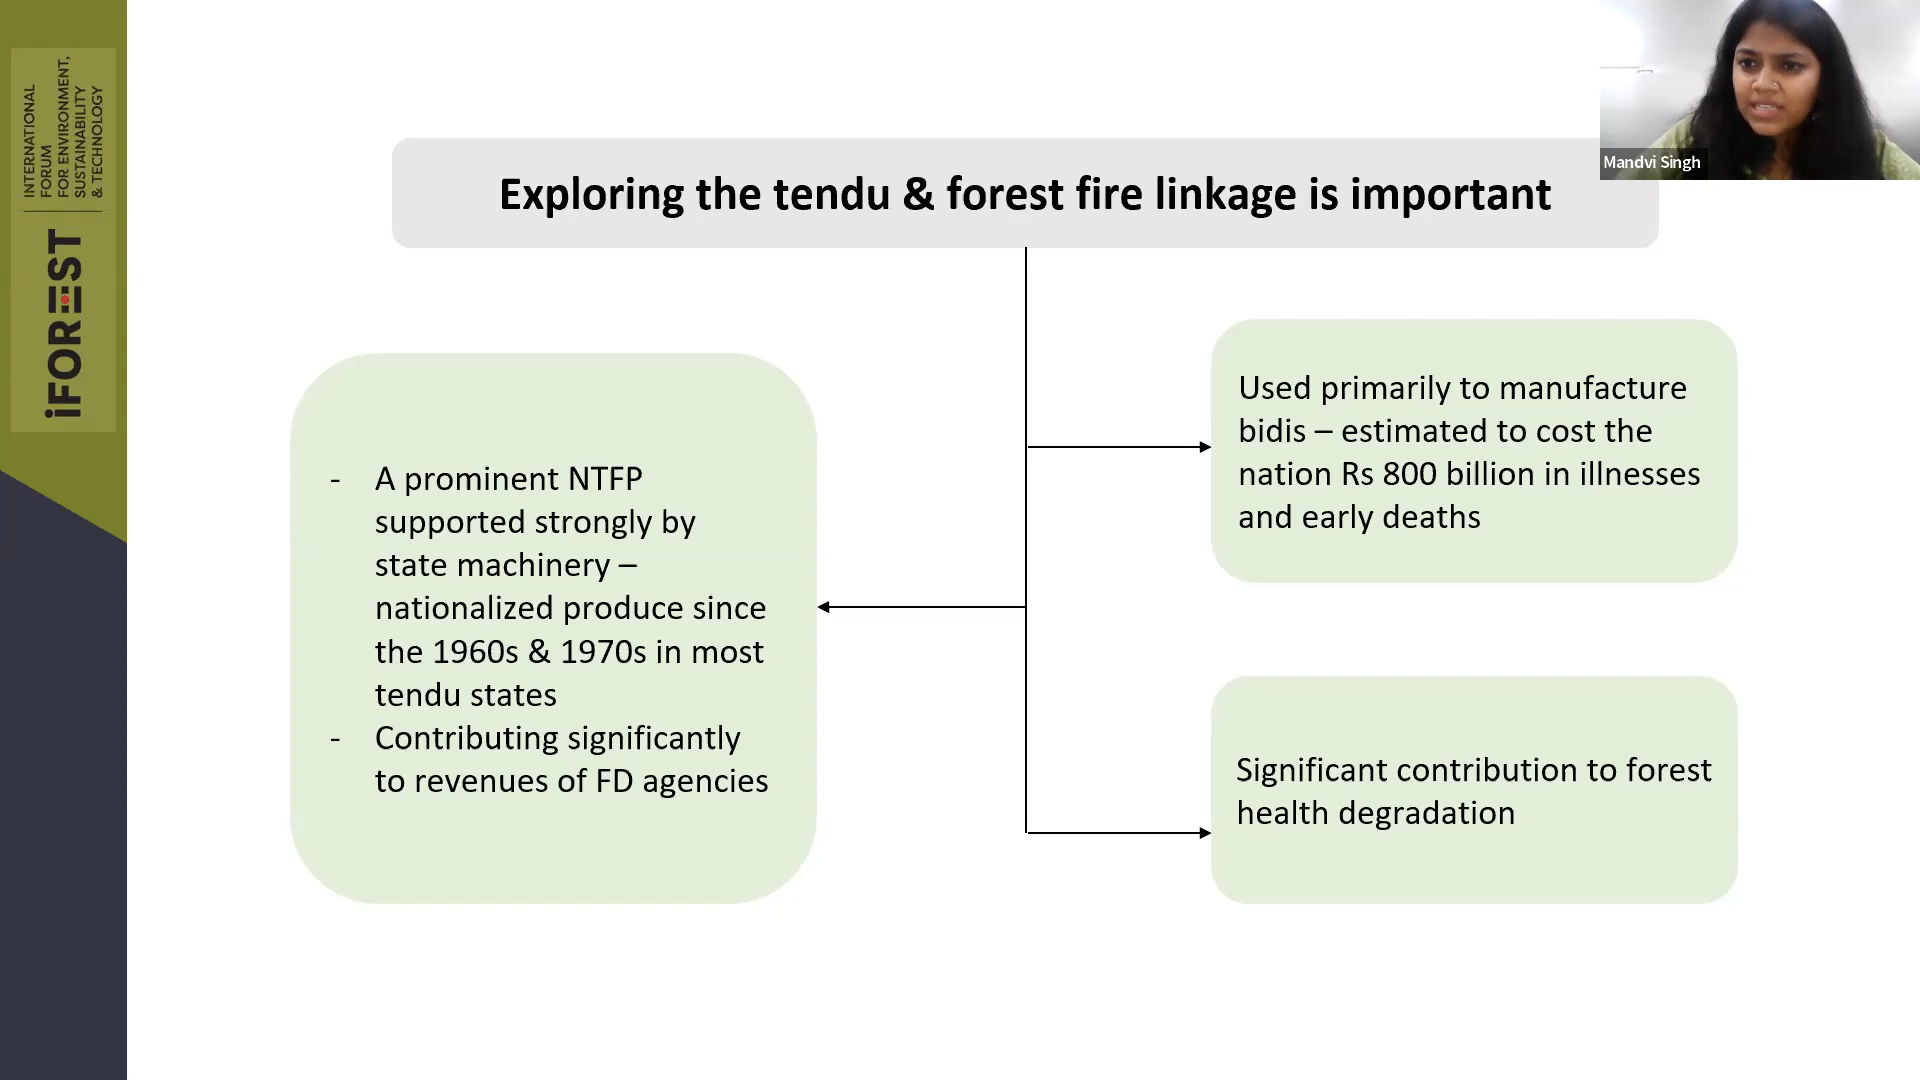 INTERNATIONAL
FORUM
FOR ENVIRONMENT,
SUSTAINABILITY
& TECHNOLOGY
iFOREST
Mandvi Singh
Exploring the tendu & forest fire linkage is important
- A prominent NTFP
supported strongly by
state machinery –
nationalized produce since
the 1960s & 1970s in most
tendu states
- Contributing significantly
to revenues of FD agencies
Used primarily to manufacture
bidis – estimated to cost the
nation Rs 800 billion in illnesses
and early deaths
Significant contribution to forest
health degradation